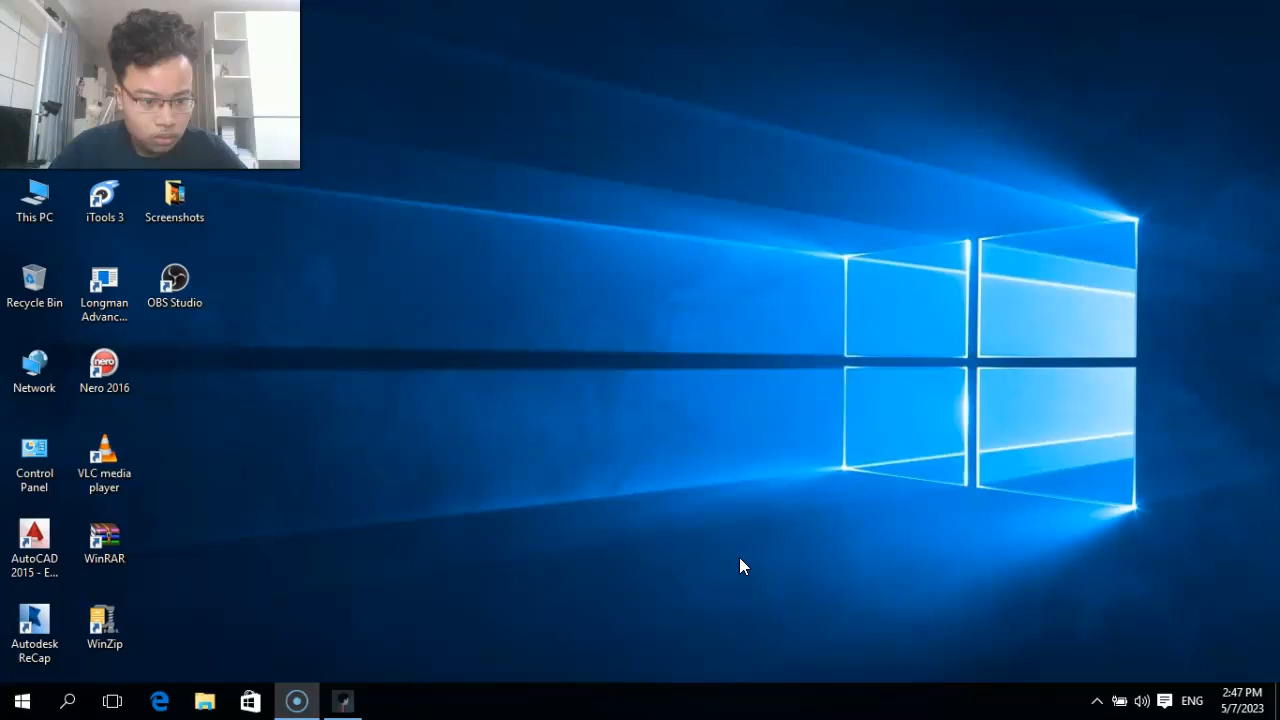 This PC
iTools 3
Screenshots
Recycle Bin
Longman
Advanc...
OBS Studio
Network
nero
Nero 2016
Control
Panel
VLC media
player
AutoCAD
2015 - E...
WinRAR
Autodesk
ReCap
WinZip
ENG
2:47 PM
5/7/2023